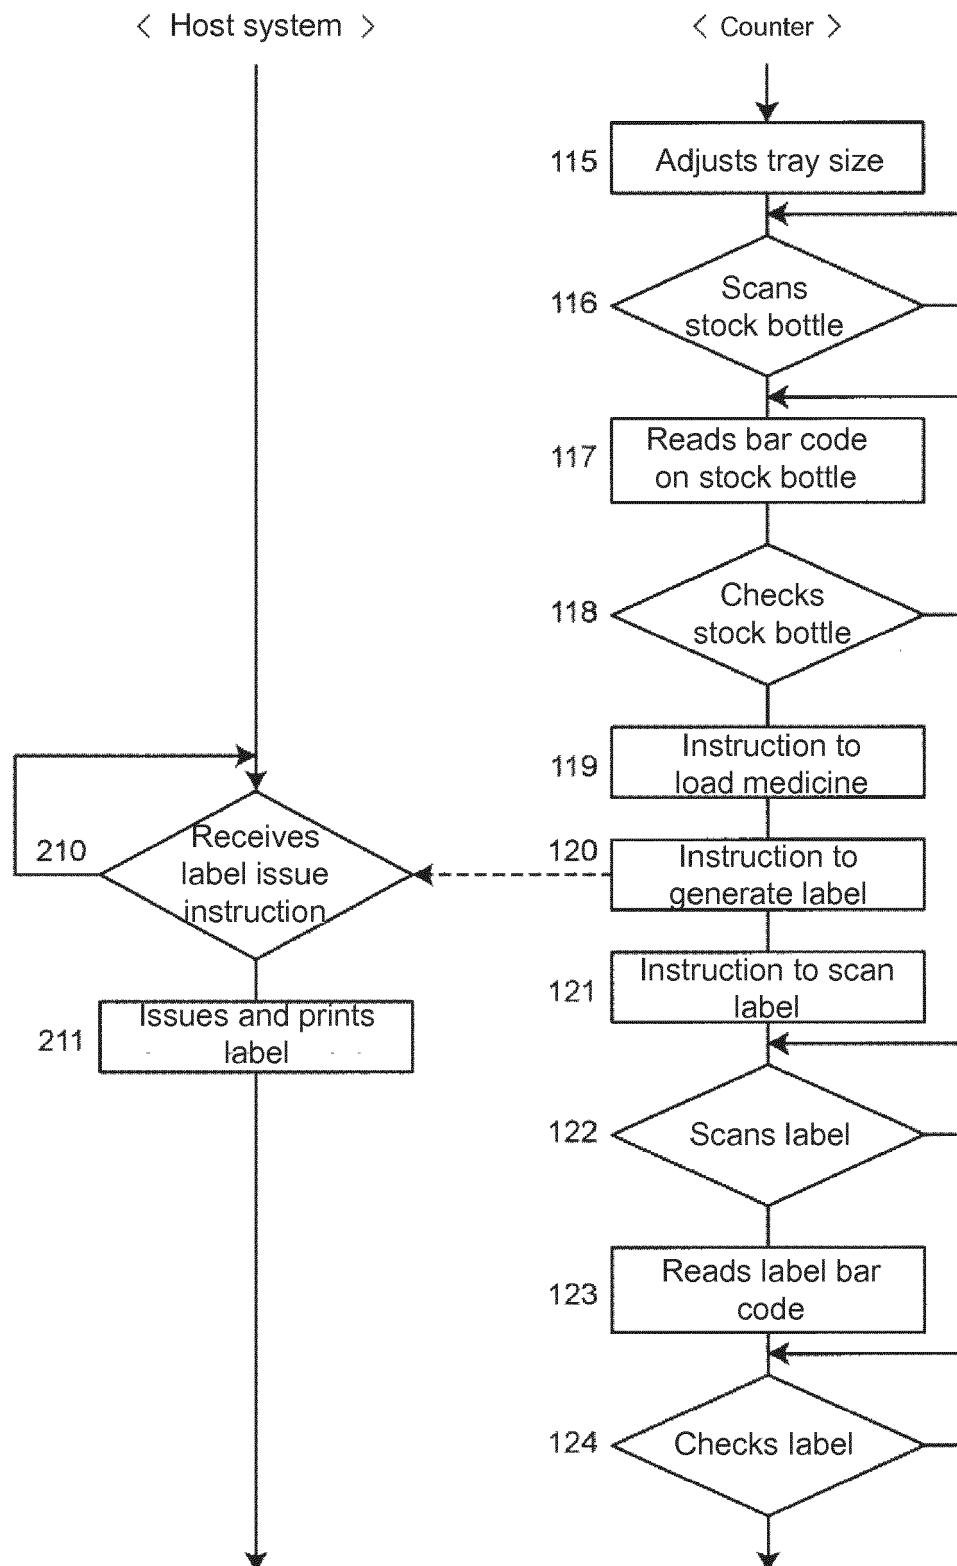 < Host system >
< Counter >
115
Adjusts tray size
116
Scans
stock bottle
117
Reads bar code
on stock bottle
118
Checks
stock bottle
119
Instruction to
load medicine
210
Receives
label issue
instruction
120
Instruction to
generate label
121
Instruction to scan
label
211
Issues and prints
label
122
Scans label
123
Reads label bar
code
124
Checks label